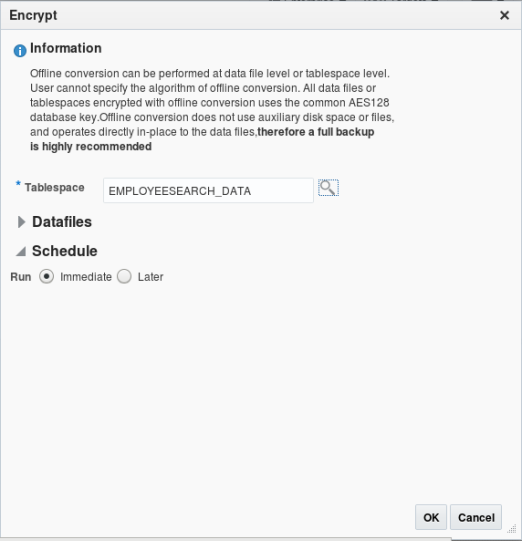 Encrypt
Information
Offline conversion can be performed at data file level or tablespace level.
User cannot specify the algorithm of offline conversion. All data files or
tablespaces encrypted with offline conversion uses the common AES128
database key.Offline conversion does not use auxiliary disk space or files,
and operates directly in-place to the data files,therefore a full backup
is highly recommended
* Tablespace EMPLOYEESEARCH_DATA
Datafiles
Schedule
Run Immediate Later
OK Cancel